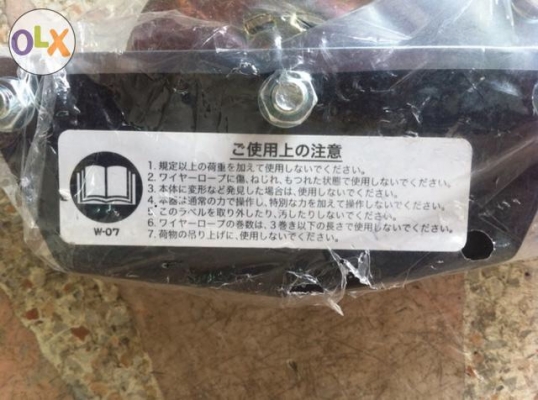 OLX
ご使用上の注意
1. 規定以上の荷重を加えて使用しないでください。
2. ワイヤーロープに傷、ねじれ、もつれた状態で使用しないでください。
3. 本体に変形など発見した場合は、使用しないでください。
4. 本器は通常の力で操作し、特別な力を加えて操作しないでください。
5. このラベルを取り外したり、汚したりしないでください。
6. ワイヤーロープの巻数は、3巻き以下の長さで使用しないでください。
7. 荷物の吊り上げに、使用しないでください。
W-07